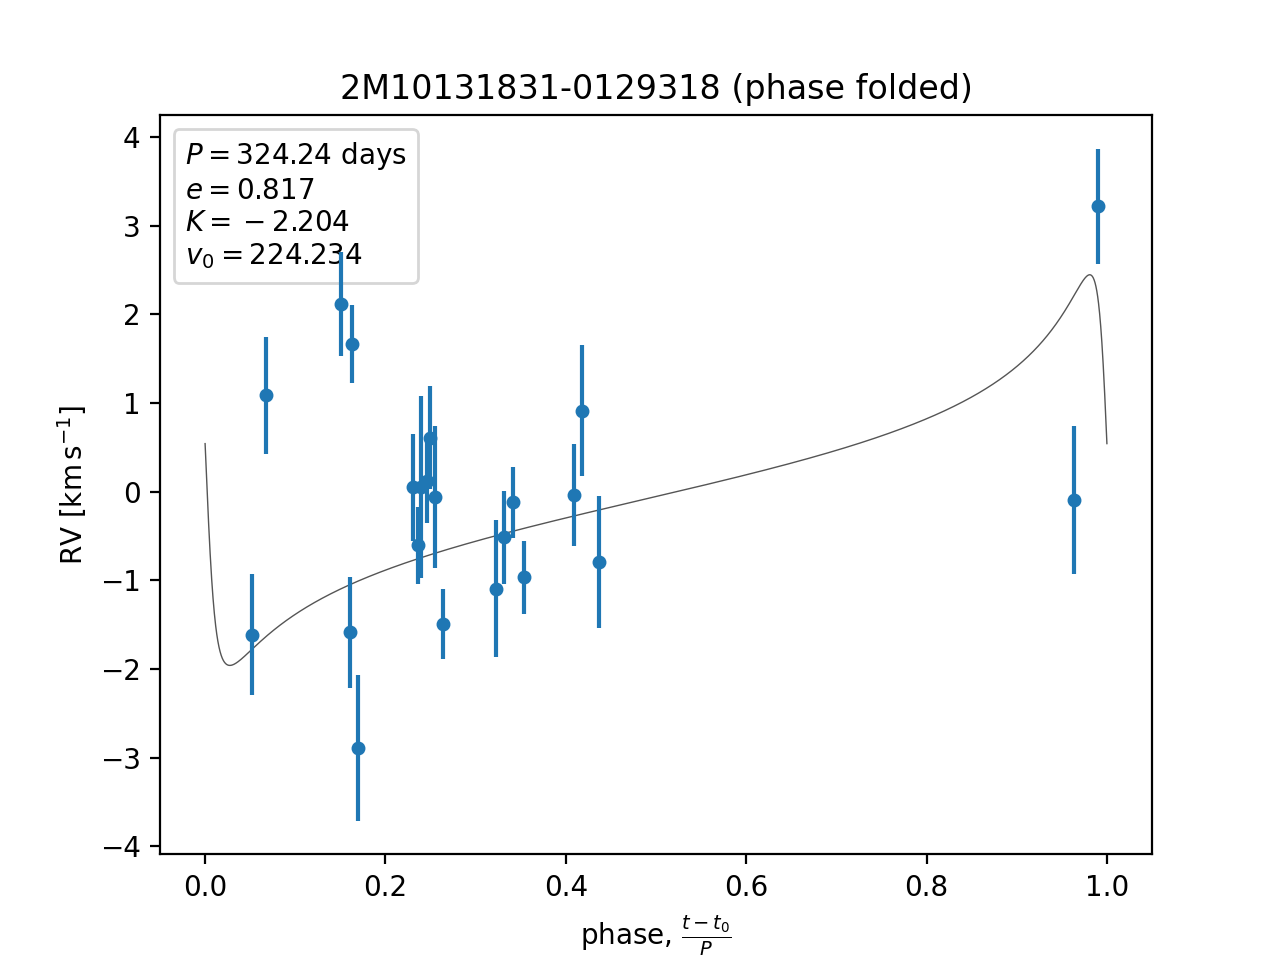 2M10131831-0129318 (phase folded)
P = 324.24 days
e = 0.817
K = −2.204
v₀ = 224.234
4
3
2
1
0
−1
−2
−3
−4
RV [km s⁻¹]
0.0 0.2 0.4 0.6 0.8 1.0
phase, (t − t₀)/P